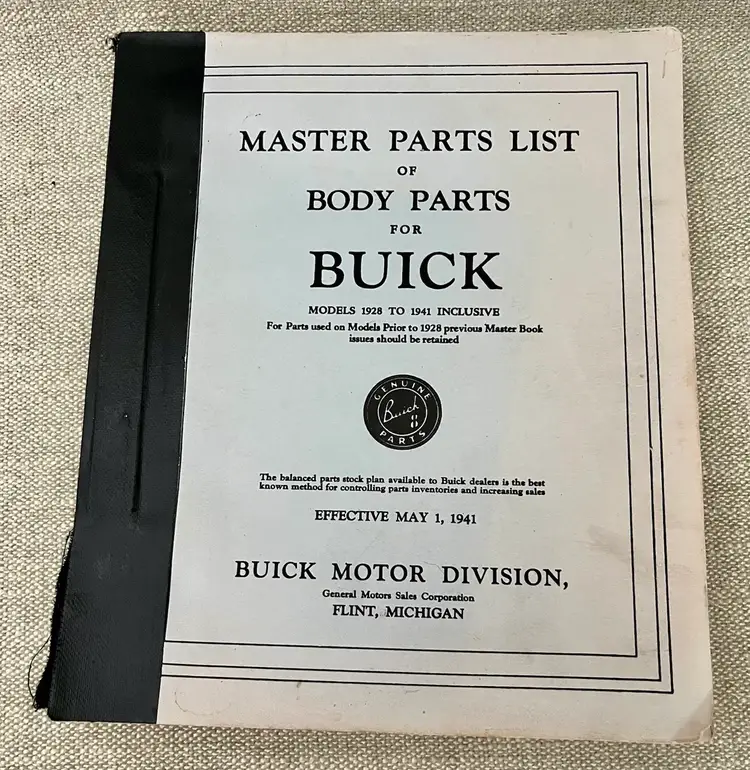 MASTER PARTS LIST
OF
BODY PARTS
FOR
BUICK
MODELS 1928 TO 1941 INCLUSIVE
For Parts used on Models Prior to 1928 previous Master Book
issues should be retained
GENUINE
Buick
8
PARTS
The balanced parts stock plan available to Buick dealers is the best
known method for controlling parts inventories and increasing sales
EFFECTIVE MAY 1, 1941
BUICK MOTOR DIVISION,
General Motors Sales Corporation
FLINT, MICHIGAN